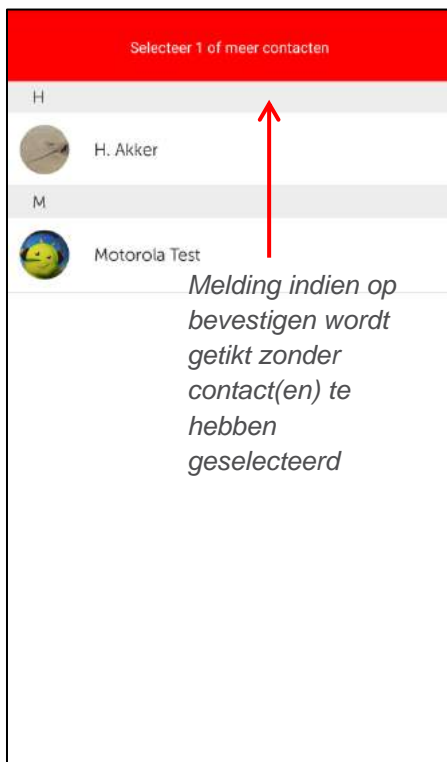 Selecteer 1 of meer contacten
H
H. Akker
M
Motorola Test
Melding indien op
bevestigen wordt
getikt zonder
contact(en) te
hebben
geselecteerd